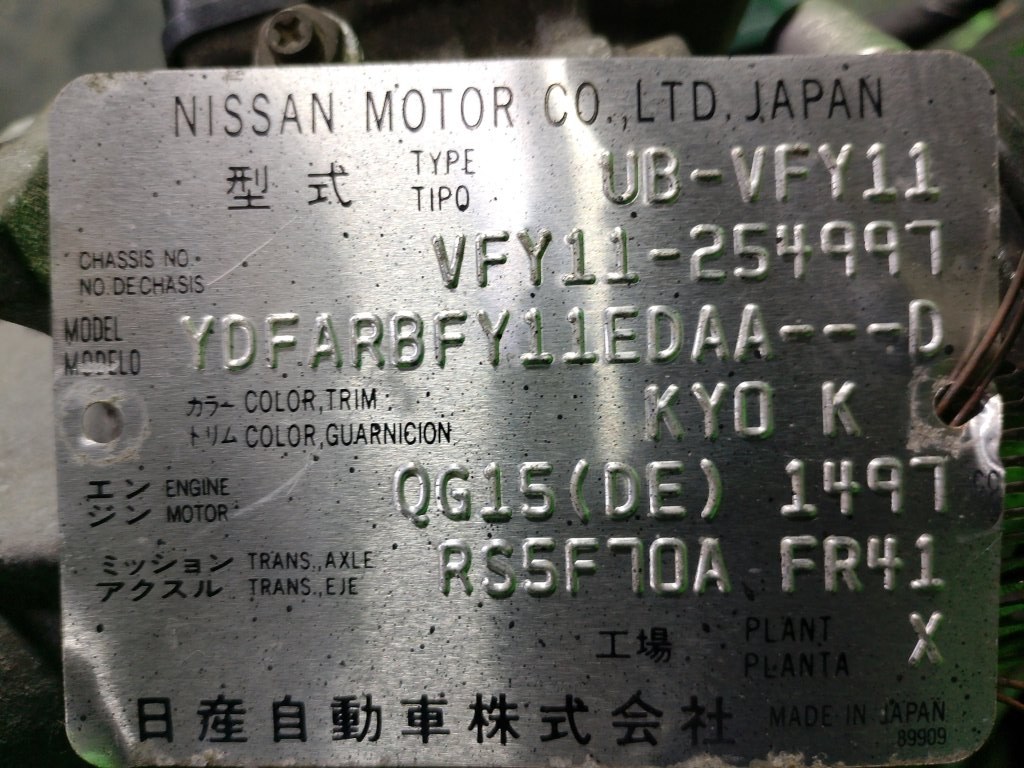 NISSAN MOTOR CO.,LTD. JAPAN
型式 TYPE TIPO UB-VFY11
CHASSIS NO. NO.DECHASIS VFY11-254997
MODEL MODELO YDFARBFY11EDAA---D
カラー COLOR,TRIM KY0 K
トリム COLOR,GUARNICION
エンジン ENGINE MOTOR QG15(DE) 1497
ミッション TRANS.,AXLE RS5F70A FR41
アクスル TRANS.,EJE
工場 PLANT PLANTA X
日産自動車株式会社 MADE IN JAPAN
89909